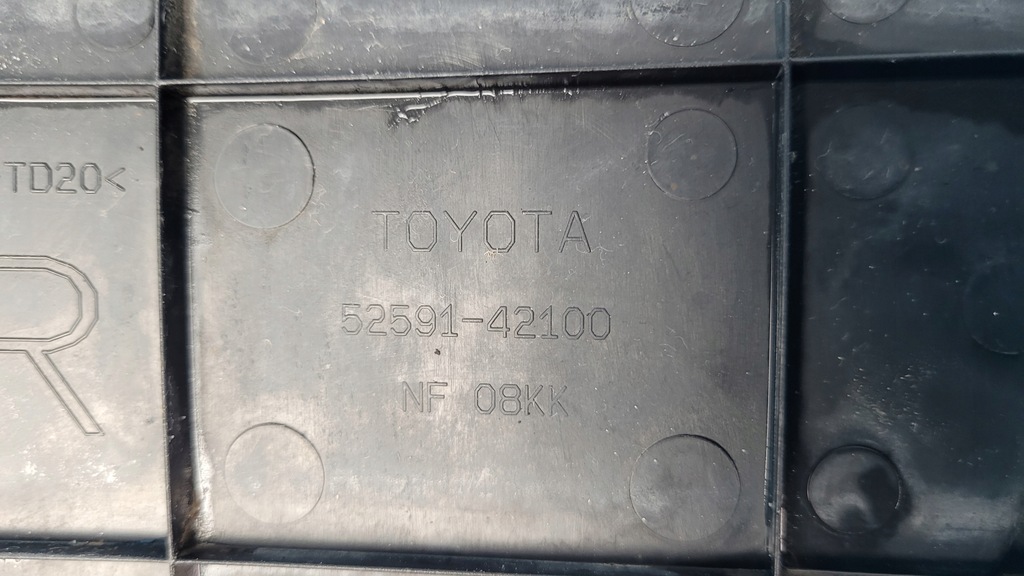 TD20<
R
TOYOTA
52591-42100
NF 08KK